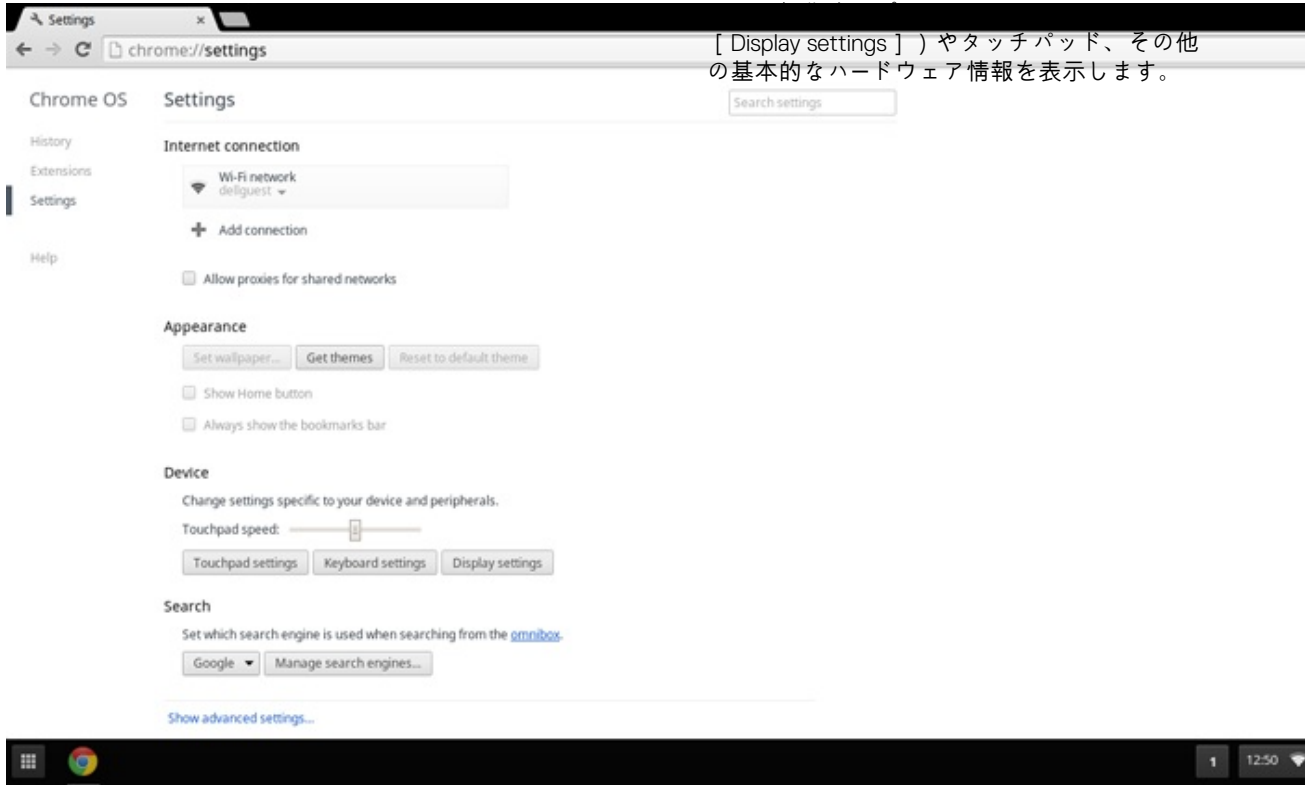 Settings
chrome://settings
[ Display settings ] ) やタッチパッド、その他
の基本的なハードウェア情報を表示します。
Chrome OS
Settings
Search settings
History
Extensions
Settings
Help
Internet connection
Wi-Fi network
dellguest
Add connection
Allow proxies for shared networks
Appearance
Set wallpaper...
Get themes
Reset to default theme
Show Home button
Always show the bookmarks bar
Device
Change settings specific to your device and peripherals.
Touchpad speed:
Touchpad settings
Keyboard settings
Display settings
Search
Set which search engine is used when searching from the omnibox.
Google
Manage search engines...
Show advanced settings...
1
12:50